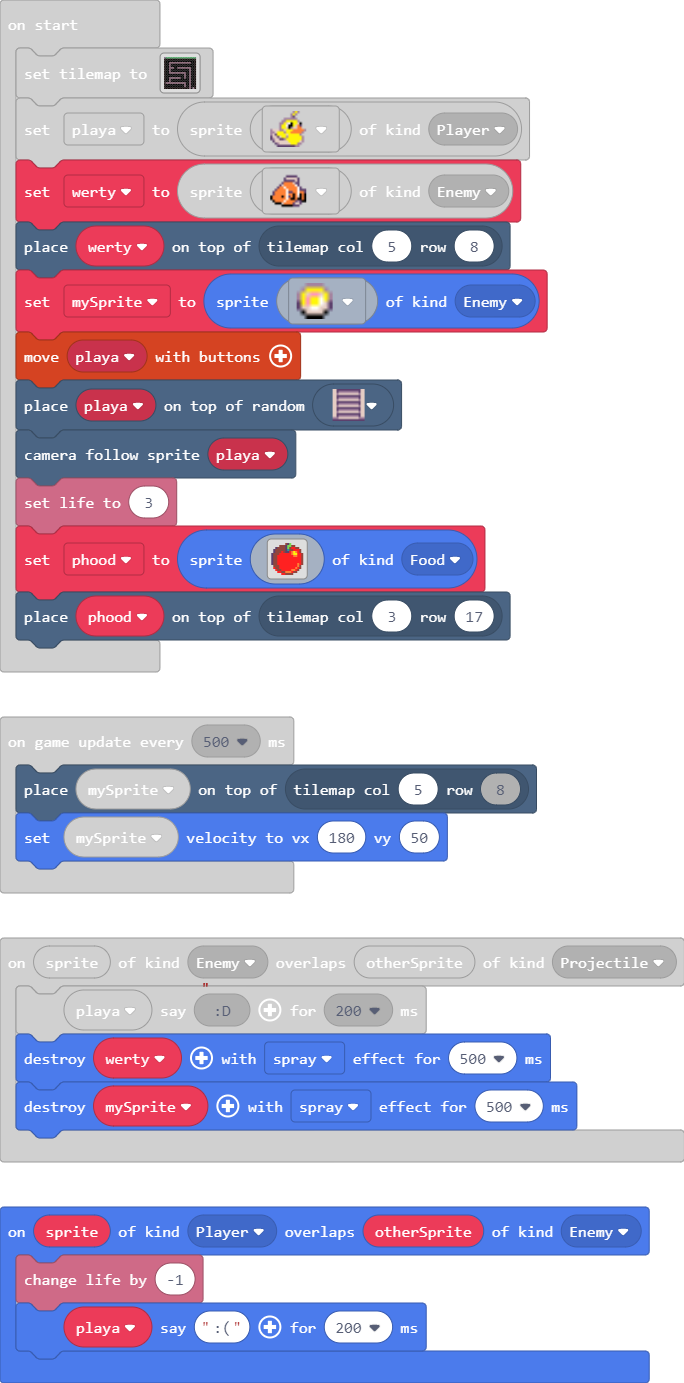 on start
set tilemap to
set playa to sprite of kind Player
set werty to sprite of kind Enemy
place werty on top of tilemap col 5 row 8
set mySprite to sprite of kind Enemy
move playa with buttons
place playa on top of random
camera follow sprite playa
set life to 3
set phood to sprite of kind Food
place phood on top of tilemap col 3 row 17
on game update every 500 ms
place mySprite on top of tilemap col 5 row 8
set mySprite velocity to vx 180 vy 50
on sprite of kind Enemy overlaps otherSprite of kind Projectile
playa say " :D for 200 ms
destroy werty with spray effect for 500 ms
destroy mySprite with spray effect for 500 ms
on sprite of kind Player overlaps otherSprite of kind Enemy
change life by -1
playa say ":(" for 200 ms